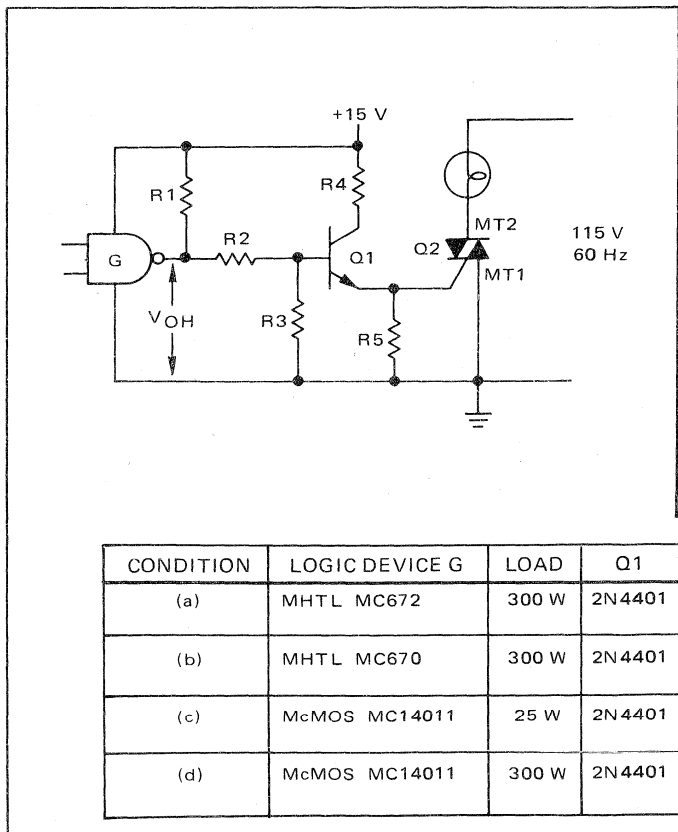 +15 V
R1
R4
R2
G
Q1
Q2
MT2
MT1
115 V
60 Hz
VOH
R3
R5
CONDITION LOGIC DEVICE G LOAD Q1
(a) MHTL MC672 300 W 2N4401
(b) MHTL MC670 300 W 2N4401
(c) McMOS MC14011 25 W 2N4401
(d) McMOS MC14011 300 W 2N4401